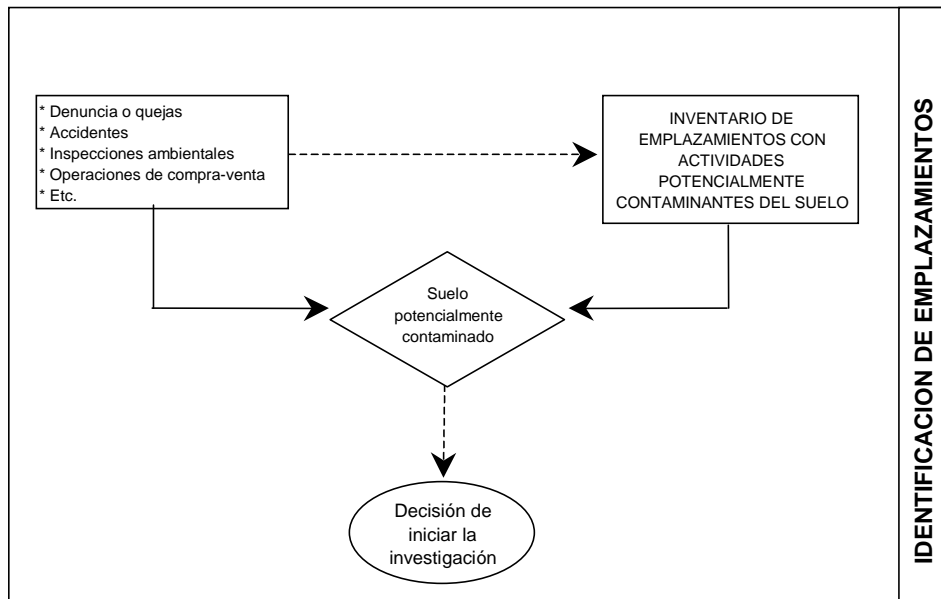 * Denuncia o quejas
* Accidentes
* Inspecciones ambientales
* Operaciones de compra-venta
* Etc.
INVENTARIO DE
EMPLAZAMIENTOS CON
ACTIVIDADES
POTENCIALMENTE
CONTAMINANTES DEL SUELO
Suelo
potencialmente
contaminado
Decisión de
iniciar la
investigación
IDENTIFICACION DE EMPLAZAMIENTOS